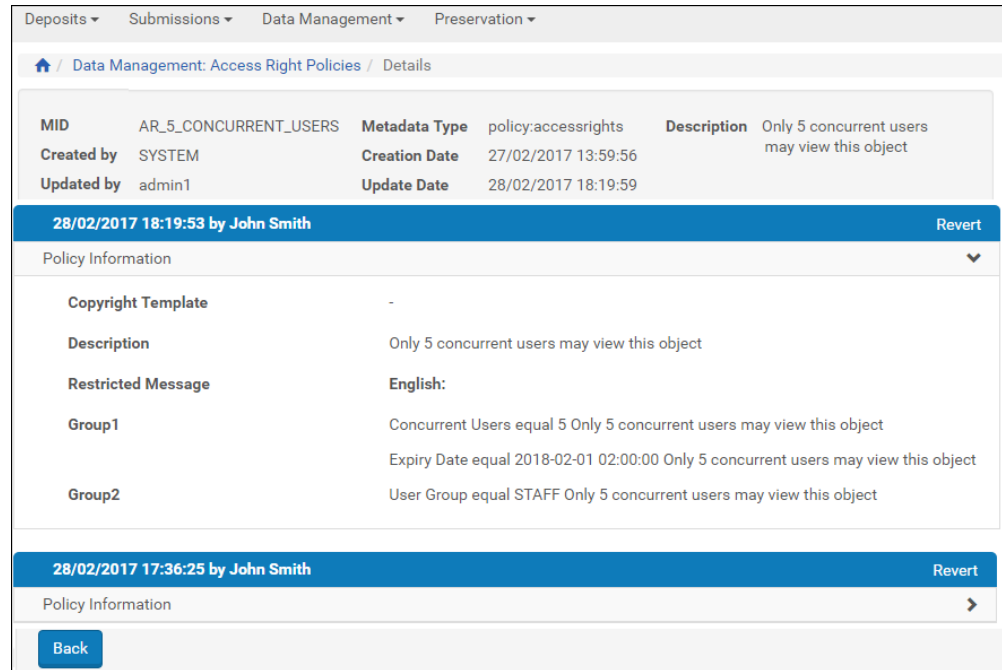 Deposits Submissions Data Management Preservation
/ Data Management: Access Right Policies / Details
MID AR_5_CONCURRENT_USERS Metadata Type policy:accessrights Description Only 5 concurrent users
may view this object
Created by SYSTEM Creation Date 27/02/2017 13:59:56
Updated by admin1 Update Date 28/02/2017 18:19:59
28/02/2017 18:19:53 by John Smith Revert
Policy Information
Copyright Template -
Description Only 5 concurrent users may view this object
Restricted Message English:
Group1 Concurrent Users equal 5 Only 5 concurrent users may view this object
Expiry Date equal 2018-02-01 02:00:00 Only 5 concurrent users may view this object
Group2 User Group equal STAFF Only 5 concurrent users may view this object
28/02/2017 17:36:25 by John Smith Revert
Policy Information
Back